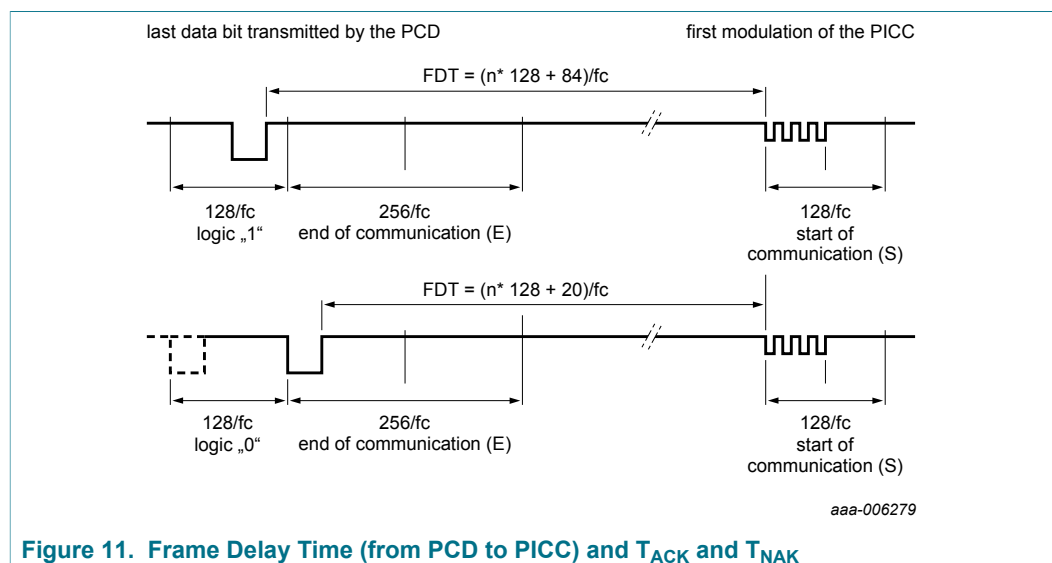 last data bit transmitted by the PCD
first modulation of the PICC
FDT = (n* 128 + 84)/fc
128/fc
logic „1“
256/fc
end of communication (E)
128/fc
start of
communication (S)
FDT = (n* 128 + 20)/fc
128/fc
logic „0“
256/fc
end of communication (E)
128/fc
start of
communication (S)
aaa-006279
Figure 11. Frame Delay Time (from PCD to PICC) and TACK and TNAK